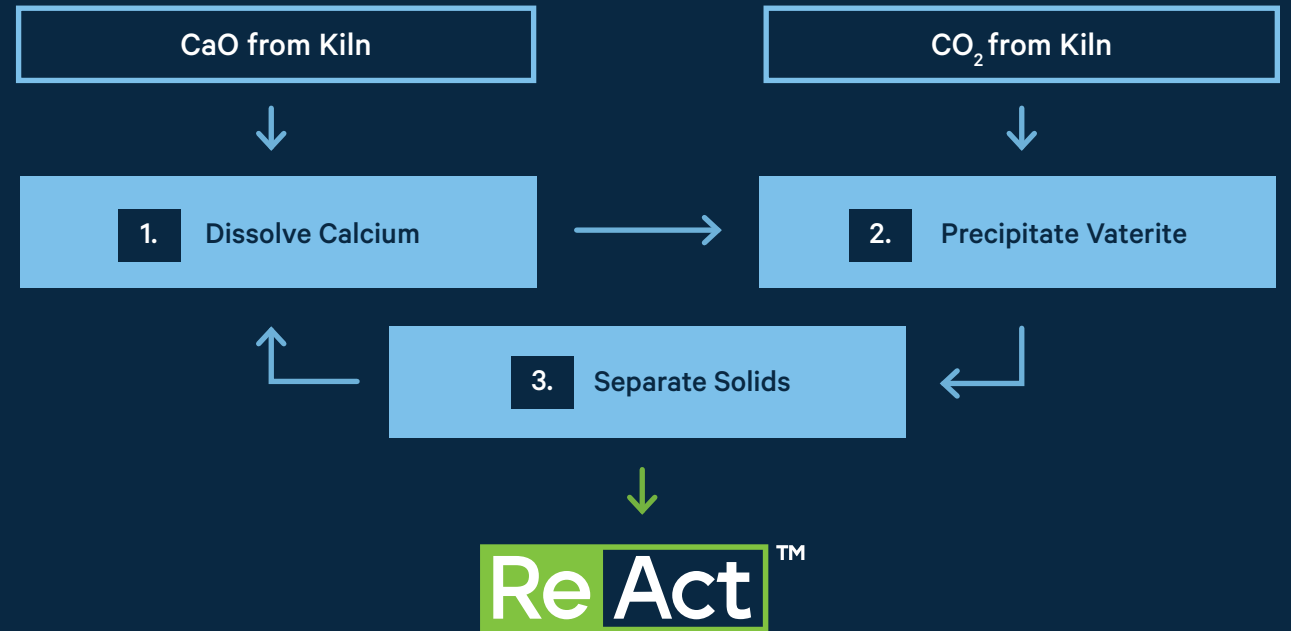 CaO from Kiln
CO₂ from Kiln
1. Dissolve Calcium
2. Precipitate Vaterite
3. Separate Solids
ReAct™